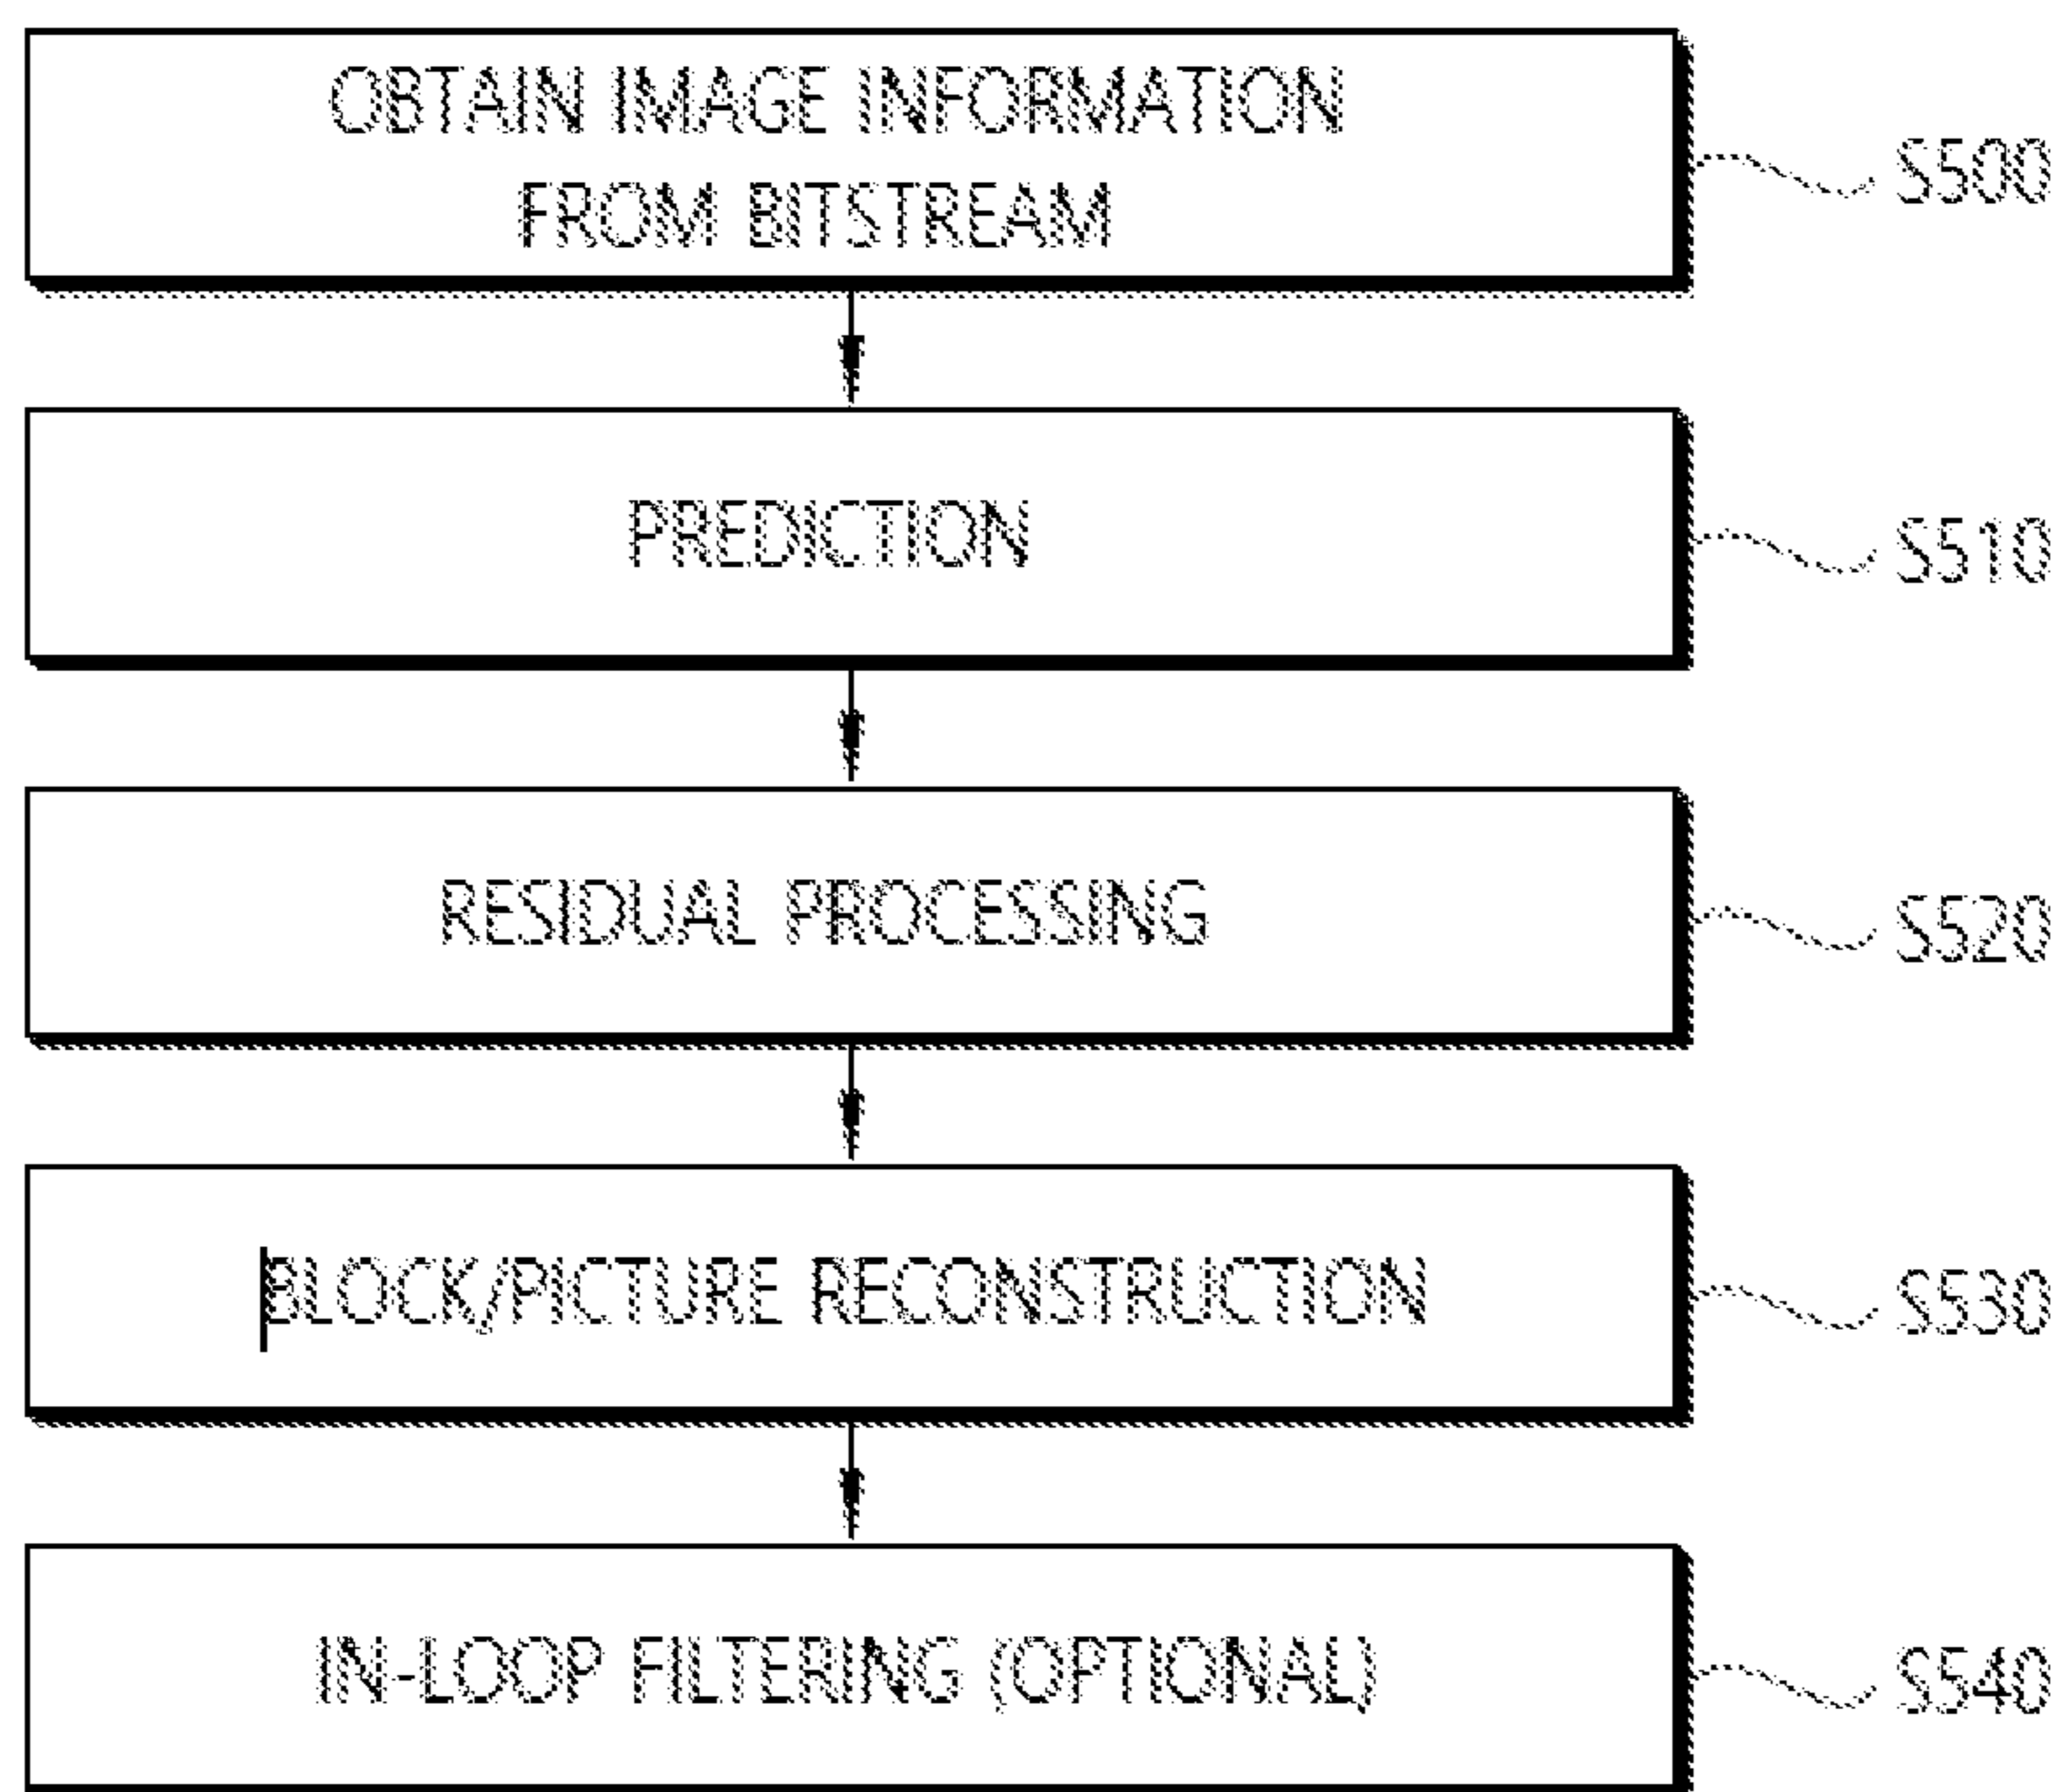 OBTAIN IMAGE INFORMATION
FROM BITSTREAM
S500
PREDICTION
S510
RESIDUAL PROCESSING
S520
BLOCK/PICTURE RECONSTRUCTION
S530
IN-LOOP FILTERING (OPTIONAL)
S540